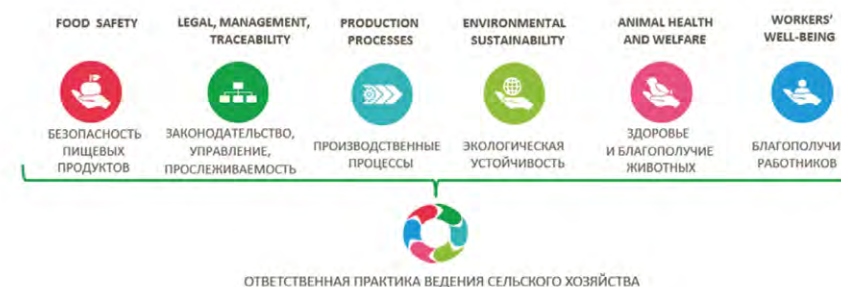 FOOD SAFETY
LEGAL, MANAGEMENT,
TRACEABILITY
PRODUCTION
PROCESSES
ENVIRONMENTAL
SUSTAINABILITY
ANIMAL HEALTH
AND WELFARE
WORKERS'
WELL-BEING
БЕЗОПАСНОСТЬ
ПИЩЕВЫХ
ПРОДУКТОВ
ЗАКОНОДАТЕЛЬСТВО,
УПРАВЛЕНИЕ,
ПРОСЛЕЖИВАЕМОСТЬ
ПРОИЗВОДСТВЕННЫЕ
ПРОЦЕССЫ
ЭКОЛОГИЧЕСКАЯ
УСТОЙЧИВОСТЬ
ЗДОРОВЬЕ
И БЛАГОПОЛУЧИЕ
ЖИВОТНЫХ
БЛАГОПОЛУЧИ
РАБОТНИКОВ
ОТВЕТСТВЕННАЯ ПРАКТИКА ВЕДЕНИЯ СЕЛЬСКОГО ХОЗЯЙСТВА